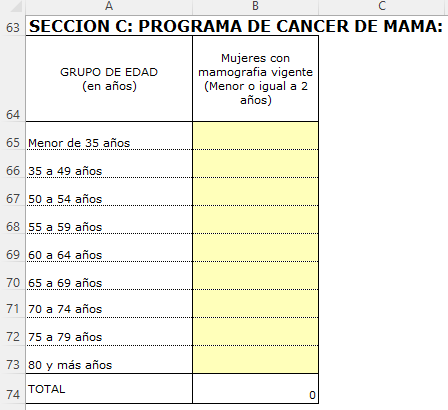 A B C
63 SECCION C: PROGRAMA DE CANCER DE MAMA:
64 GRUPO DE EDAD
(en años)
Mujeres con
mamografia vigente
(Menor o igual a 2
años)
65 Menor de 35 años
66 35 a 49 años
67 50 a 54 años
68 55 a 59 años
69 60 a 64 años
70 65 a 69 años
71 70 a 74 años
72 75 a 79 años
73 80 y más años
74 TOTAL 0